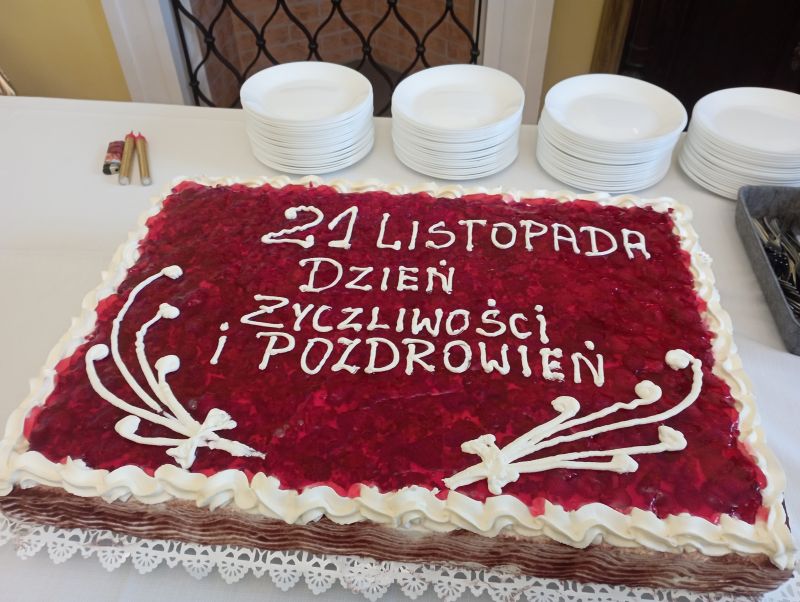 21 LISTOPADA
DZIEŃ
ŻYCZLIWOŚCI
i POZDROWIEŃ